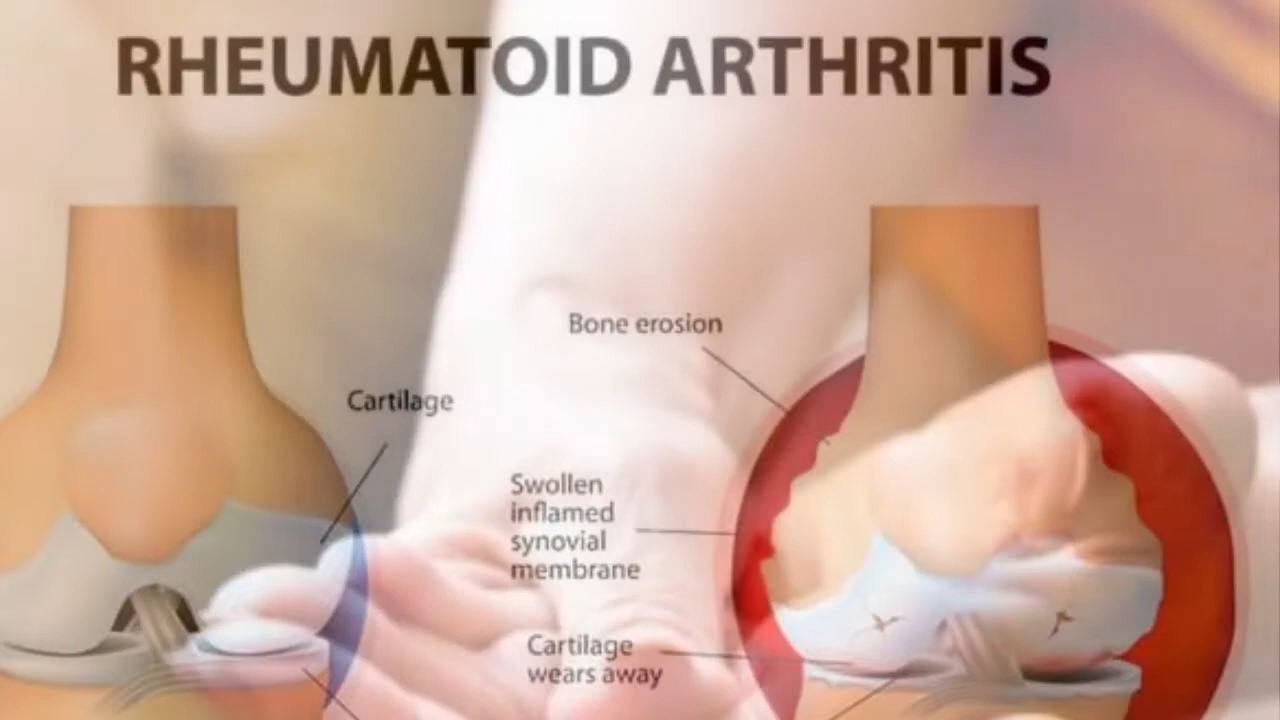 RHEUMATOID ARTHRITIS
Bone erosion
Cartilage
Swollen
inflamed
synovial
membrane
Cartilage
wears away